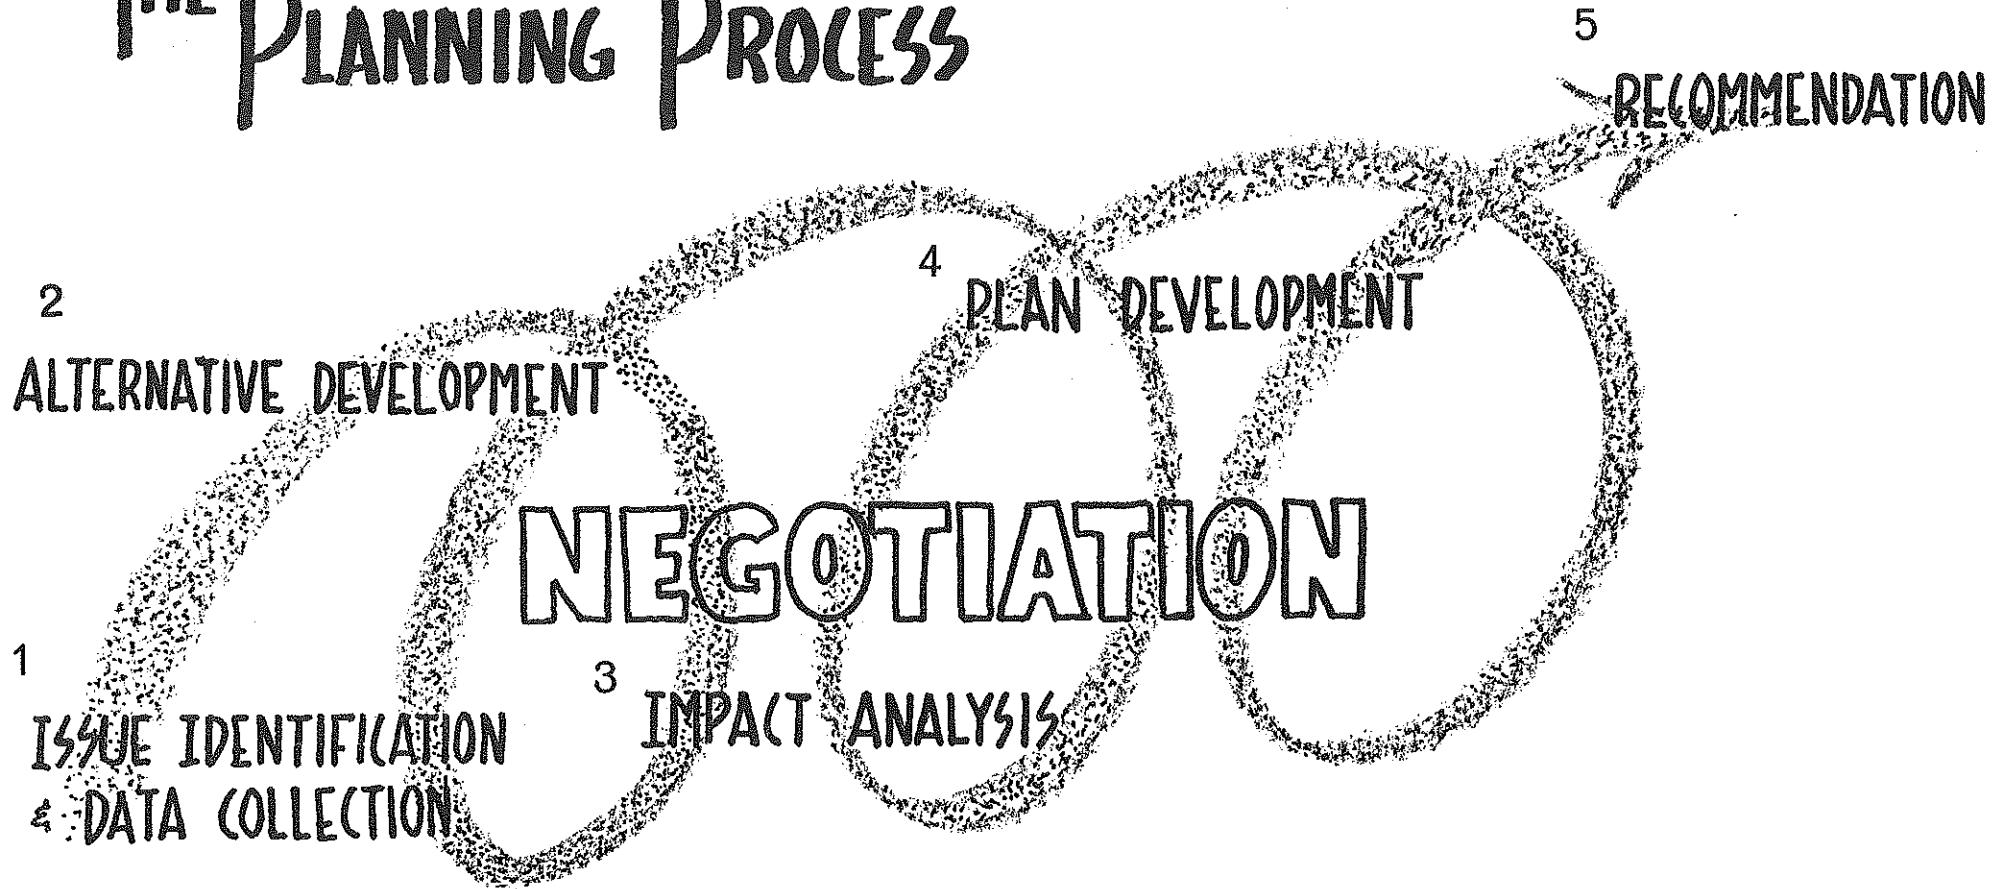 THE PLANNING PROCESS
5
RECOMMENDATION
4
PLAN DEVELOPMENT
2
ALTERNATIVE DEVELOPMENT
NEGOTIATION
3
IMPACT ANALYSIS
1
ISSUE IDENTIFICATION
& DATA COLLECTION